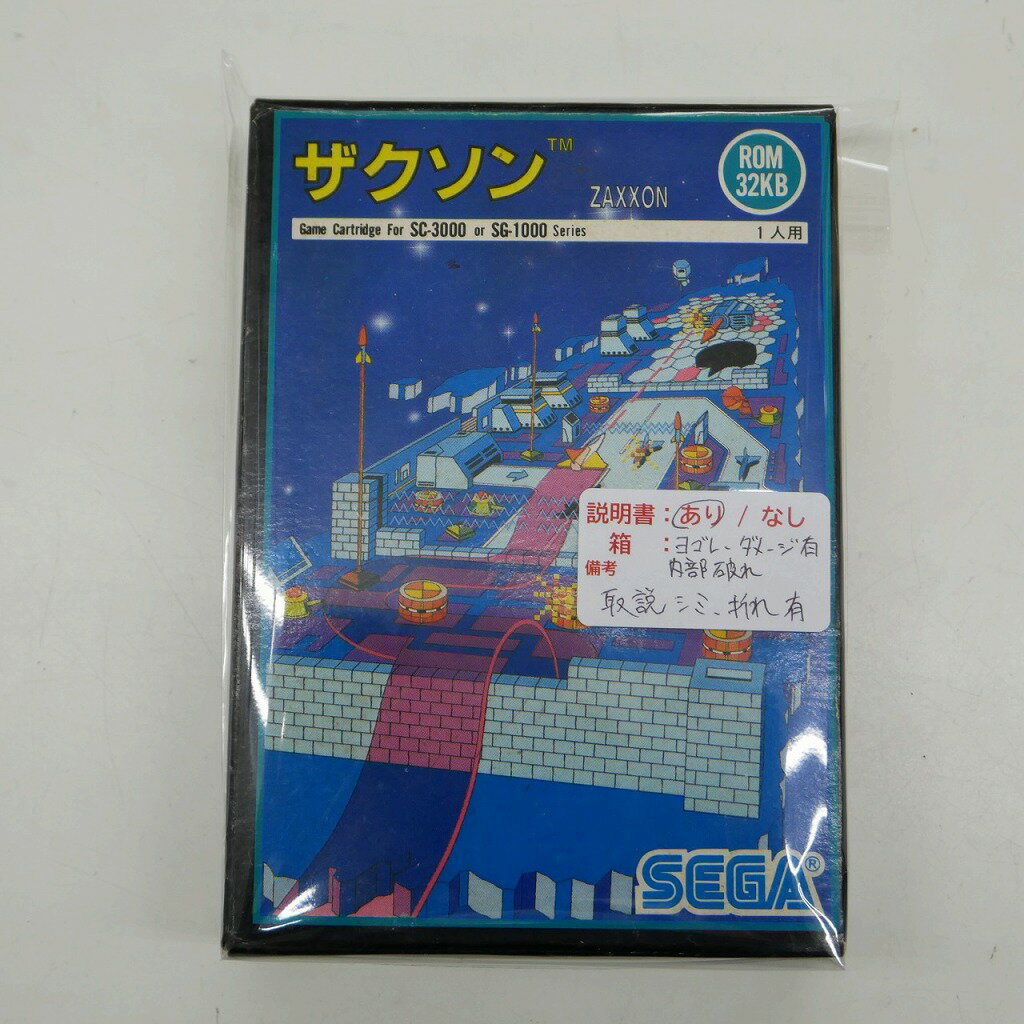 ザクソン™
ZAXXON
ROM
32KB
Game Cartridge For SC-3000 or SG-1000 Series
1人用
説明書：あり / なし
箱 ：ヨゴレ、ダメージ有
備考 内部破れ
取説 シミ、折れ有
SEGA®